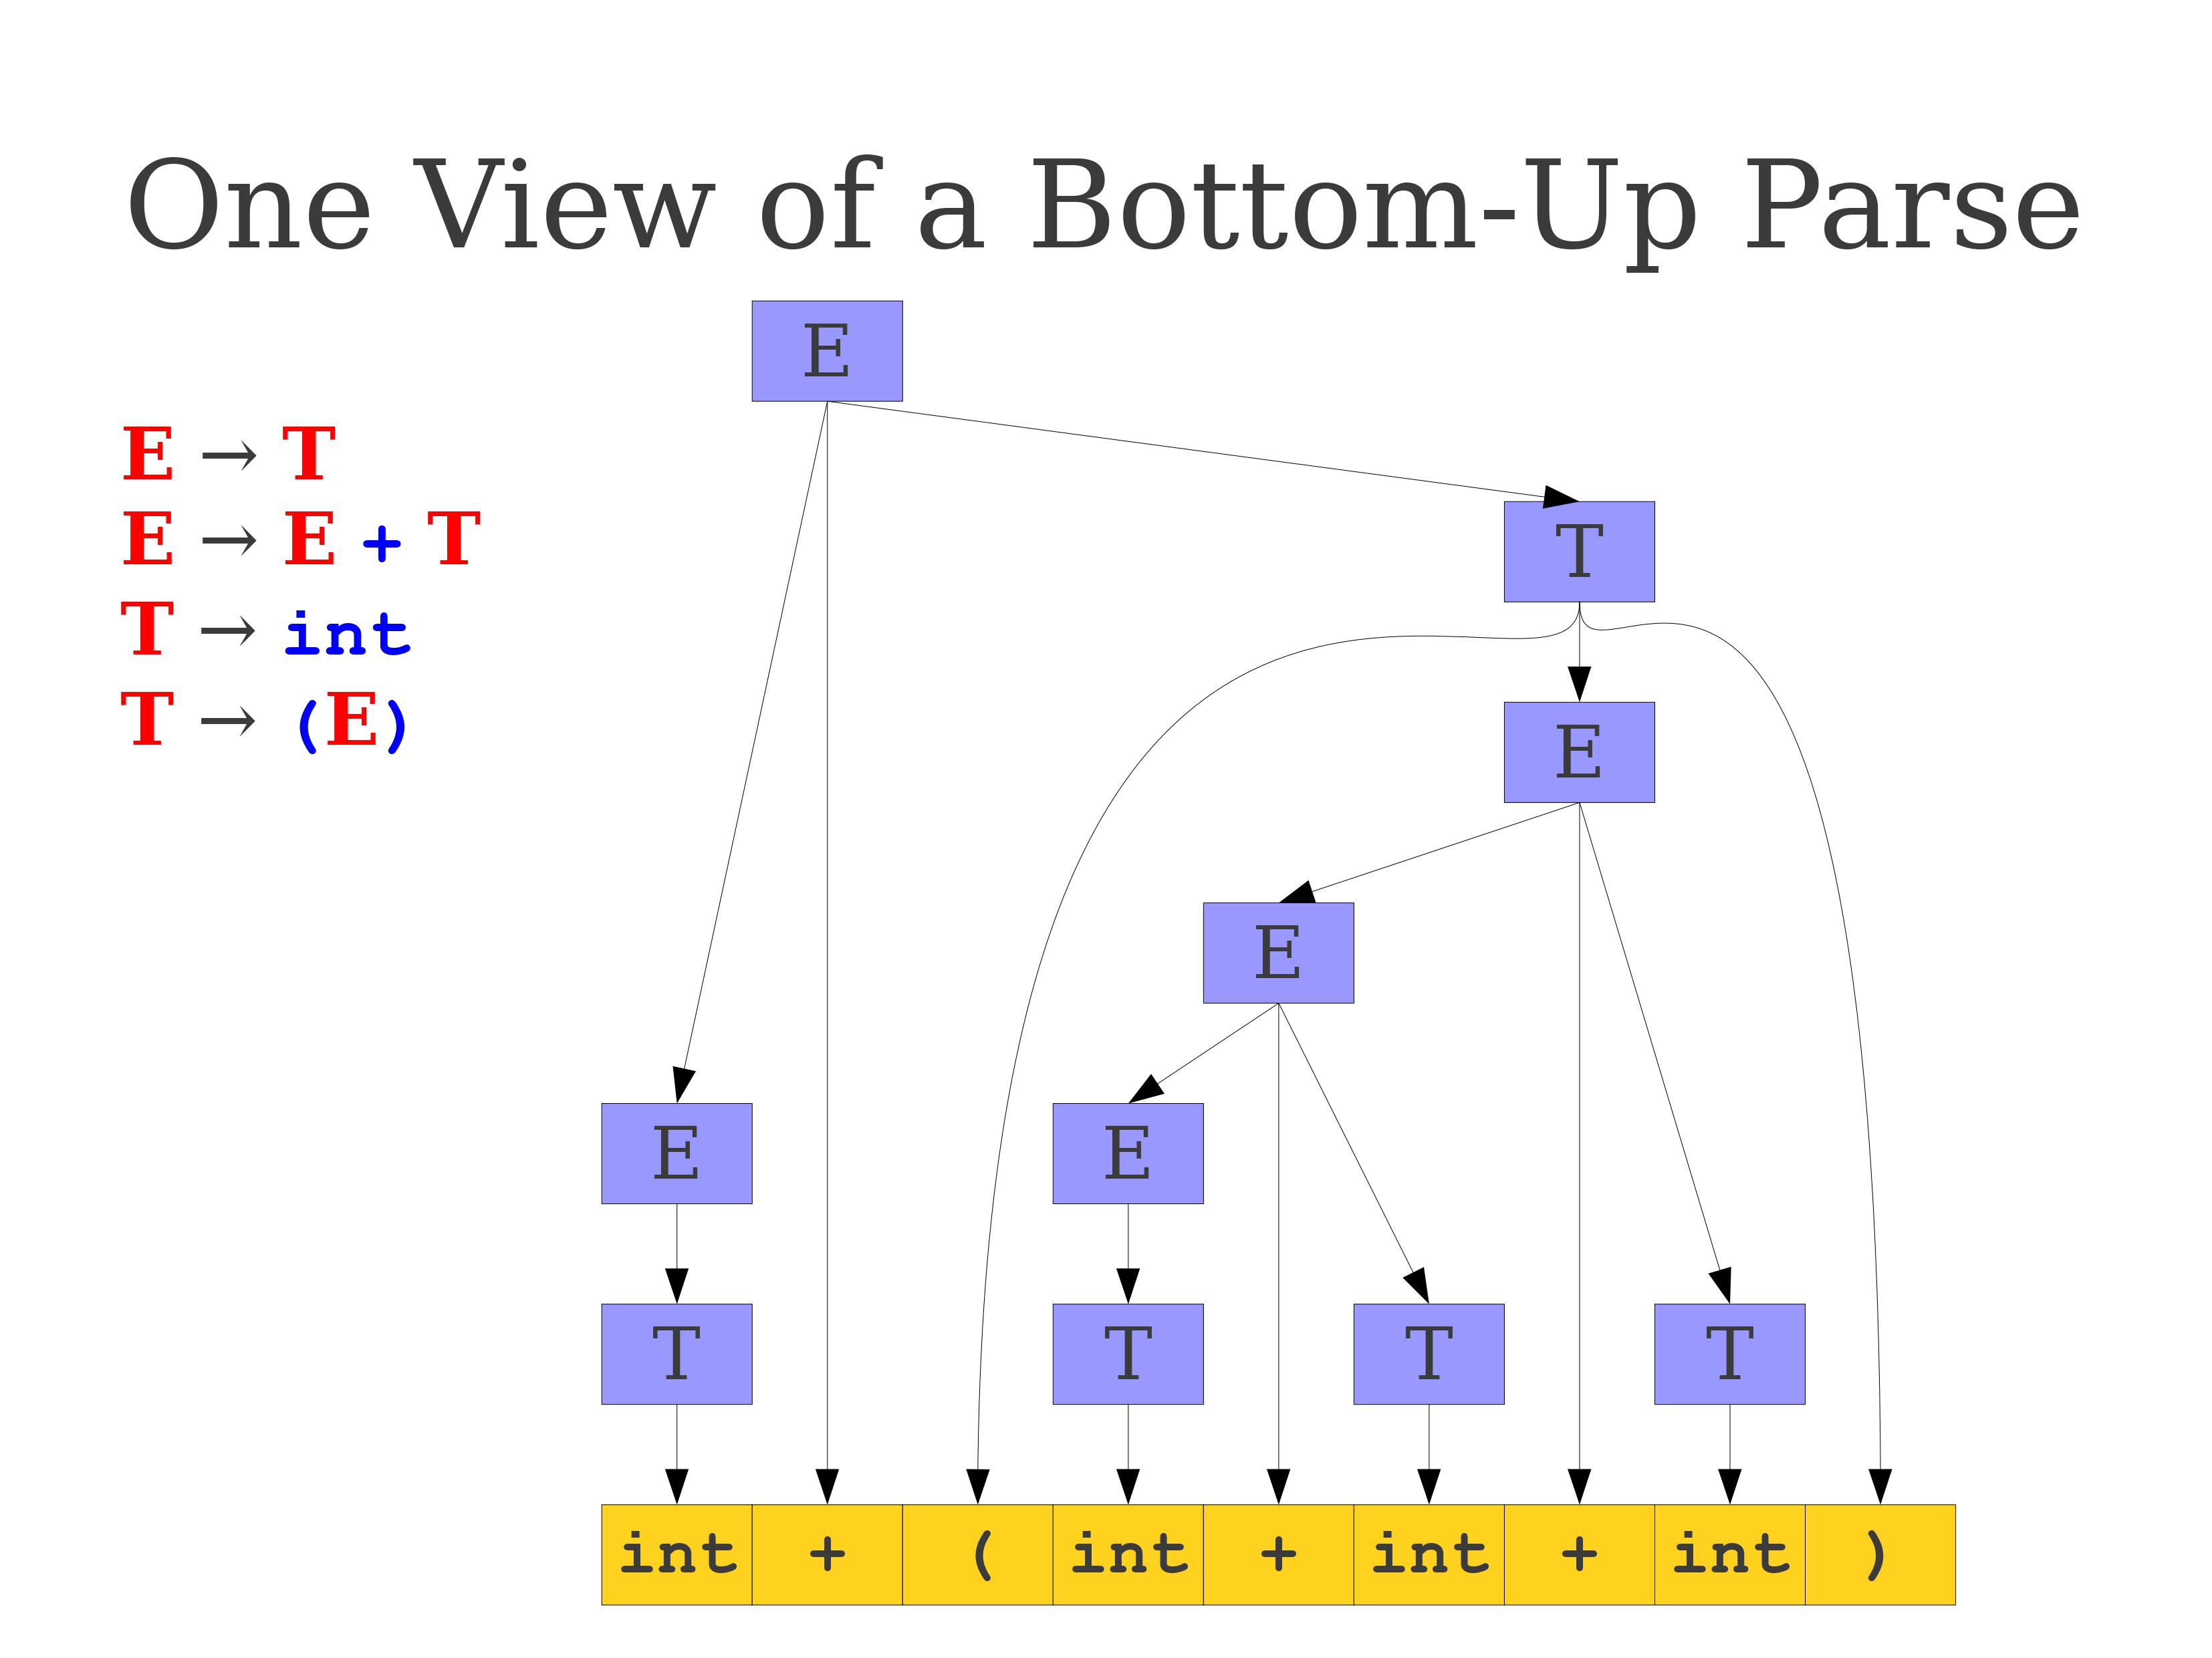 One View of a Bottom-Up Parse
E
E → T
E → E + T
T
T → int
T → (E)
E
E
E E
T T T T
int + ( int + int + int )